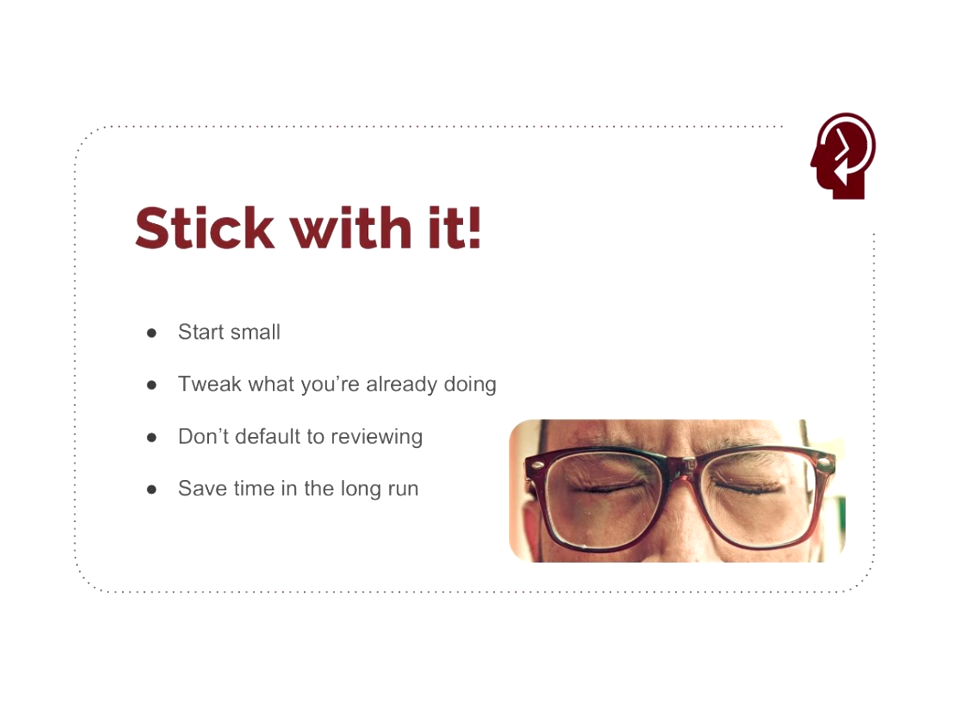 Stick with it!
● Start small
● Tweak what you’re already doing
● Don’t default to reviewing
● Save time in the long run